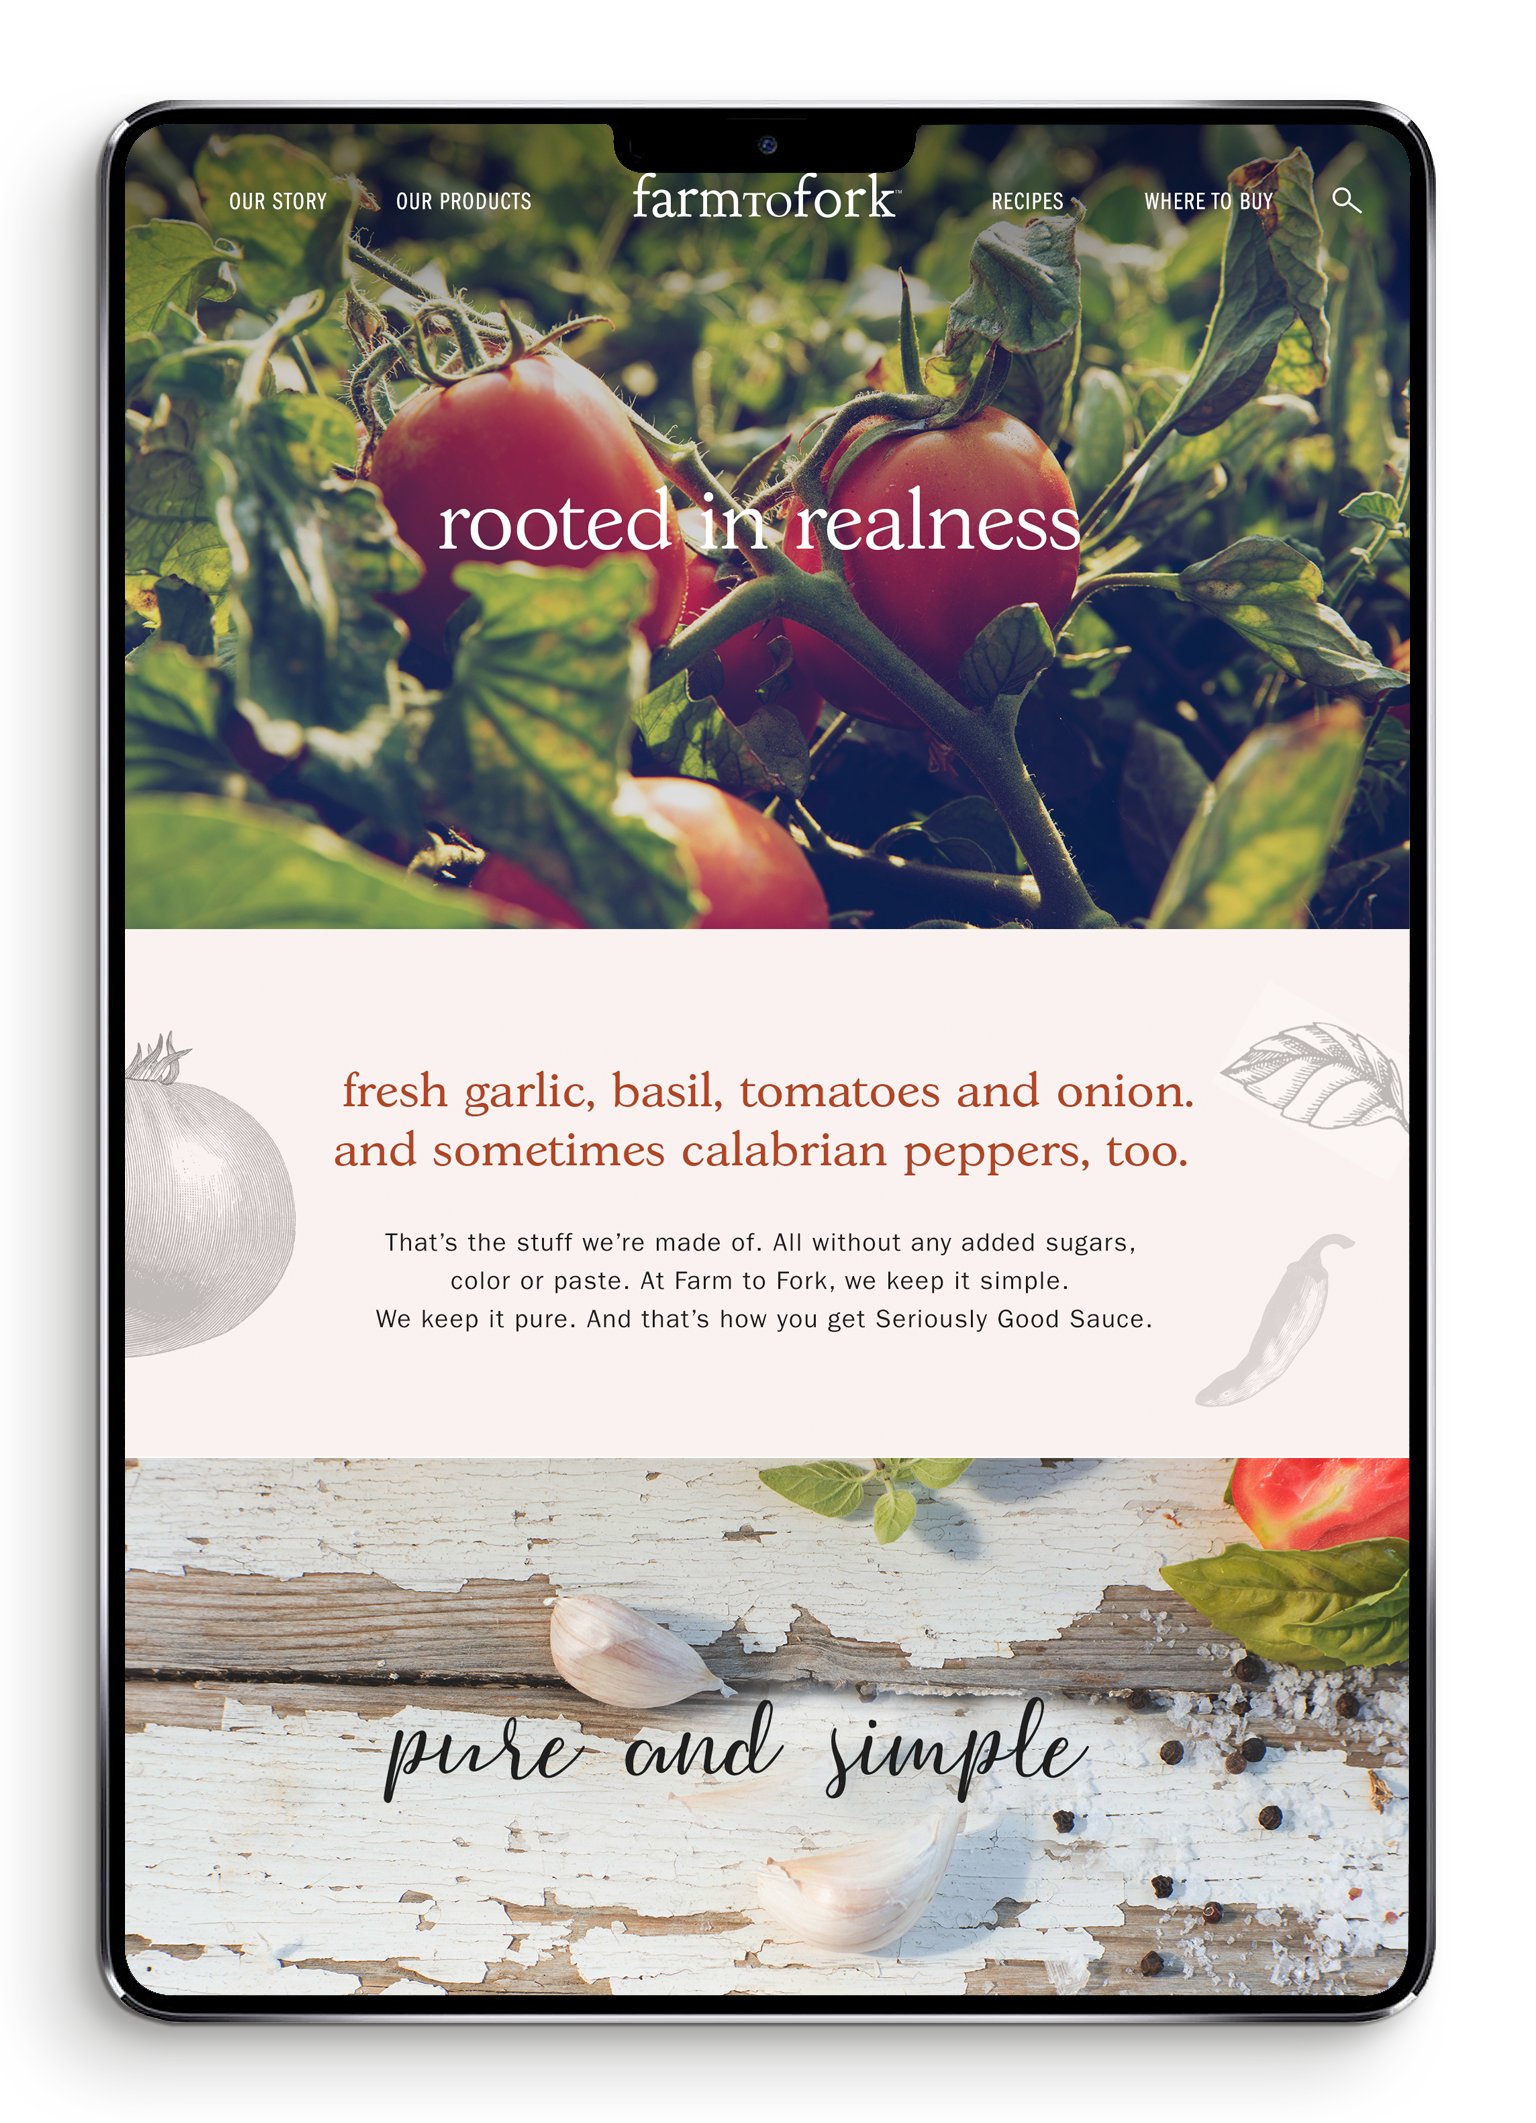 OUR STORY OUR PRODUCTS farmTOfork™ RECIPES WHERE TO BUY
rooted in realness
fresh garlic, basil, tomatoes and onion.
and sometimes calabrian peppers, too.
That's the stuff we're made of. All without any added sugars,
color or paste. At Farm to Fork, we keep it simple.
We keep it pure. And that's how you get Seriously Good Sauce.
pure and simple